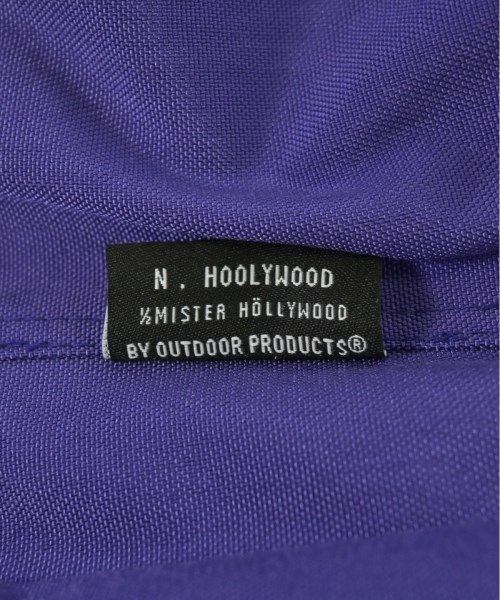 N. HOOLYWOOD
½MISTER HÖLLYWOOD
BY OUTDOOR PRODUCTS®